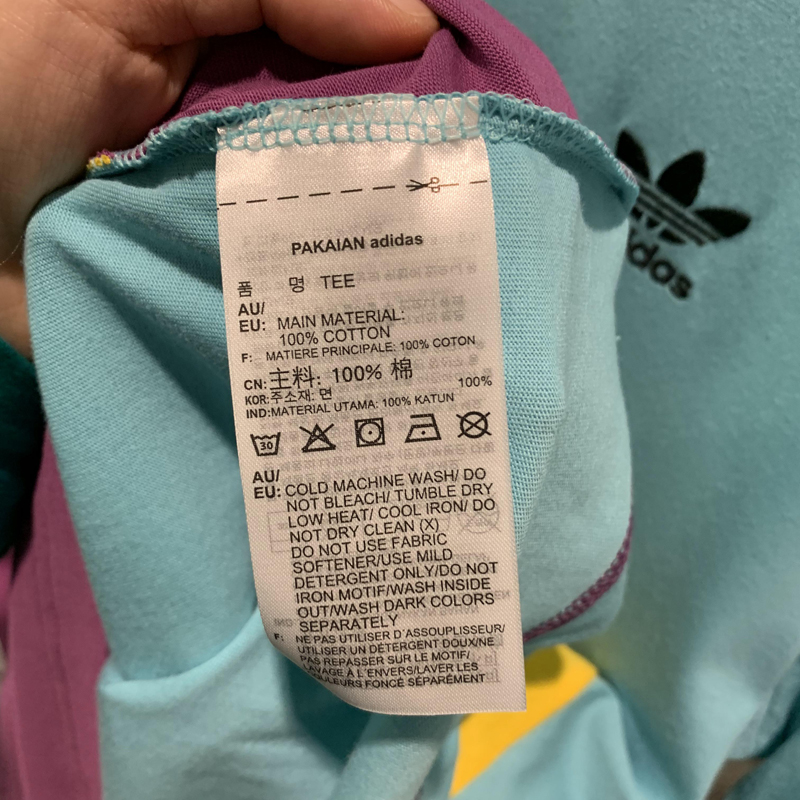 PAKAIAN adidas
품 명 TEE
AU/
EU: MAIN MATERIAL:
100% COTTON
F: MATIERE PRINCIPALE: 100% COTON
CN: 主料: 100% 棉
KOR: 주소재: 면 100%
IND: MATERIAL UTAMA: 100% KATUN
30
AU/
EU: COLD MACHINE WASH/ DO
NOT BLEACH/ TUMBLE DRY
LOW HEAT/ COOL IRON/ DO
NOT DRY CLEAN (X)
DO NOT USE FABRIC
SOFTENER/USE MILD
DETERGENT ONLY/DO NOT
IRON MOTIF/WASH INSIDE
OUT/WASH DARK COLORS
SEPARATELY
F: NE PAS UTILISER D'ASSOUPLISSEUR/
UTILISER UN DÉTERGENT DOUX/NE
PAS REPASSER SUR LE MOTIF/
LAVAGE À L'ENVERS/LAVER LES
COULEURS FONCÉ SÉPARÉMENT
adidas